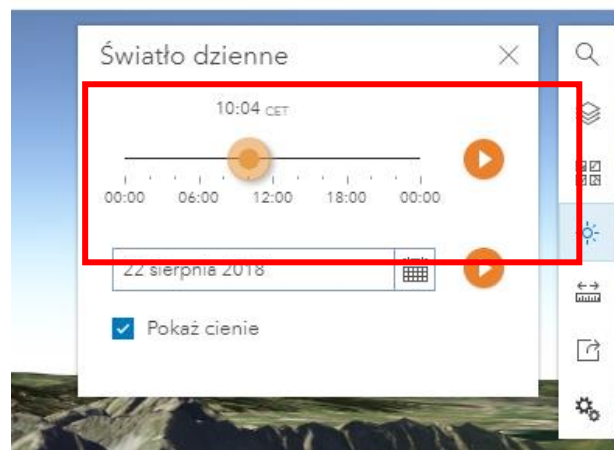 Światło dzienne
10:04 CET
00:00 06:00 12:00 18:00 00:00
22 sierpnia 2018
Pokaż cienie